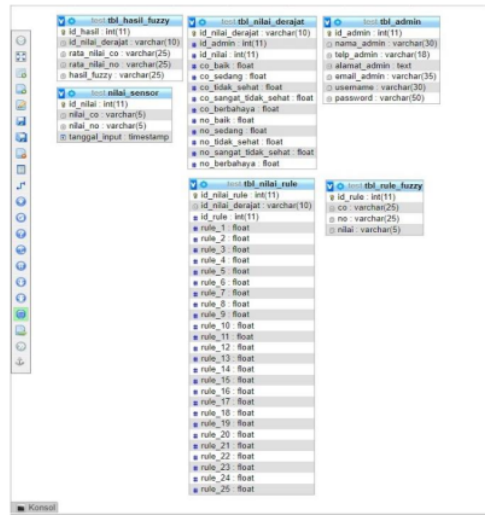 test tbl_hasil_fuzzy
id_hasil : int(11)
id_nilai_derajat : varchar(10)
rata_nilai_co : varchar(25)
rata_nilai_no : varchar(25)
hasil_fuzzy : varchar(25)
test nilai_sensor
id_nilai : int(11)
nilai_co : varchar(5)
nilai_no : varchar(5)
tanggal_input : timestamp
test tbl_nilai_derajat
id_nilai_derajat : varchar(10)
id_admin : int(11)
id_nilai : int(11)
co_baik : float
co_sedang : float
co_tidak_sehat : float
co_sangat_tidak_sehat : float
co_berbahaya : float
no_baik : float
no_sedang : float
no_tidak_sehat : float
no_sangat_tidak_sehat : float
no_berbahaya : float
test tbl_admin
id_admin : int(11)
nama_admin : varchar(30)
telp_admin : varchar(18)
alamat_admin : text
email_admin : varchar(35)
username : varchar(30)
password : varchar(50)
test tbl_nilai_rule
id_nilai_rule : int(11)
id_nilai_derajat : varchar(10)
id_rule : int(11)
rule_1 : float
rule_2 : float
rule_3 : float
rule_4 : float
rule_5 : float
rule_6 : float
rule_7 : float
rule_8 : float
rule_9 : float
rule_10 : float
rule_11 : float
rule_12 : float
rule_13 : float
rule_14 : float
rule_15 : float
rule_16 : float
rule_17 : float
rule_18 : float
rule_19 : float
rule_20 : float
rule_21 : float
rule_22 : float
rule_23 : float
rule_24 : float
rule_25 : float
test tbl_rule_fuzzy
id_rule : int(11)
co : varchar(25)
no : varchar(25)
nilai : varchar(5)
Konsol